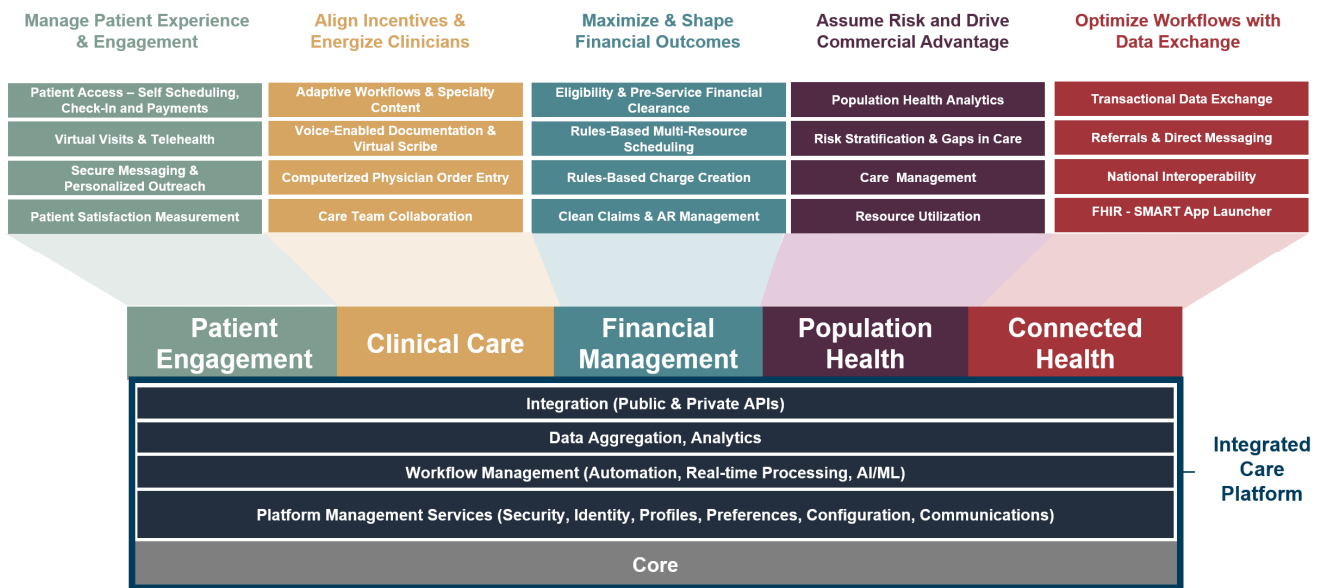 Manage Patient Experience
& Engagement
Align Incentives &
Energize Clinicians
Maximize & Shape
Financial Outcomes
Assume Risk and Drive
Commercial Advantage
Optimize Workflows with
Data Exchange
Patient Access – Self Scheduling,
Check-In and Payments
Virtual Visits & Telehealth
Secure Messaging &
Personalized Outreach
Patient Satisfaction Measurement
Adaptive Workflows & Specialty
Content
Voice-Enabled Documentation &
Virtual Scribe
Computerized Physician Order Entry
Care Team Collaboration
Eligibility & Pre-Service Financial
Clearance
Rules-Based Multi-Resource
Scheduling
Rules-Based Charge Creation
Clean Claims & AR Management
Population Health Analytics
Risk Stratification & Gaps in Care
Care Management
Resource Utilization
Transactional Data Exchange
Referrals & Direct Messaging
National Interoperability
FHIR - SMART App Launcher
Patient
Engagement
Clinical Care
Financial
Management
Population
Health
Connected
Health
Integration (Public & Private APIs)
Data Aggregation, Analytics
Workflow Management (Automation, Real-time Processing, AI/ML)
Platform Management Services (Security, Identity, Profiles, Preferences, Configuration, Communications)
Core
Integrated
Care
Platform